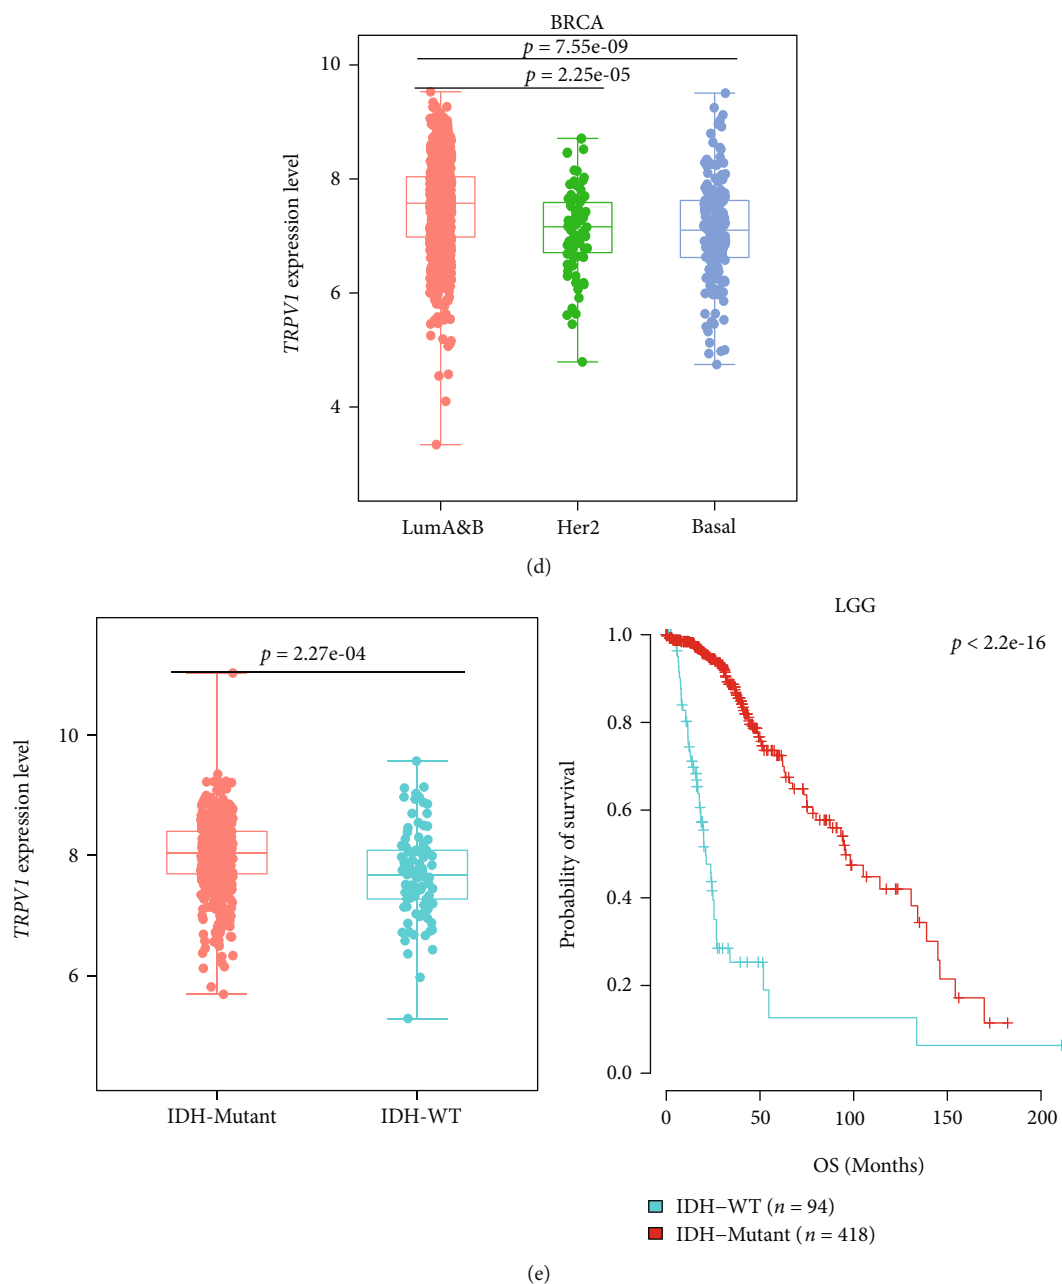 BRCA
p = 7.55e-09
p = 2.25e-05
10
8
6
4
TRPV1 expression level
LumA&B
Her2
Basal
(d)
p = 2.27e-04
10
8
6
TRPV1 expression level
IDH-Mutant
IDH-WT
LGG
p < 2.2e-16
1.0
0.8
0.6
0.4
0.2
0.0
Probability of survival
0
50
100
150
200
OS (Months)
IDH−WT (n = 94)
IDH−Mutant (n = 418)
(e)